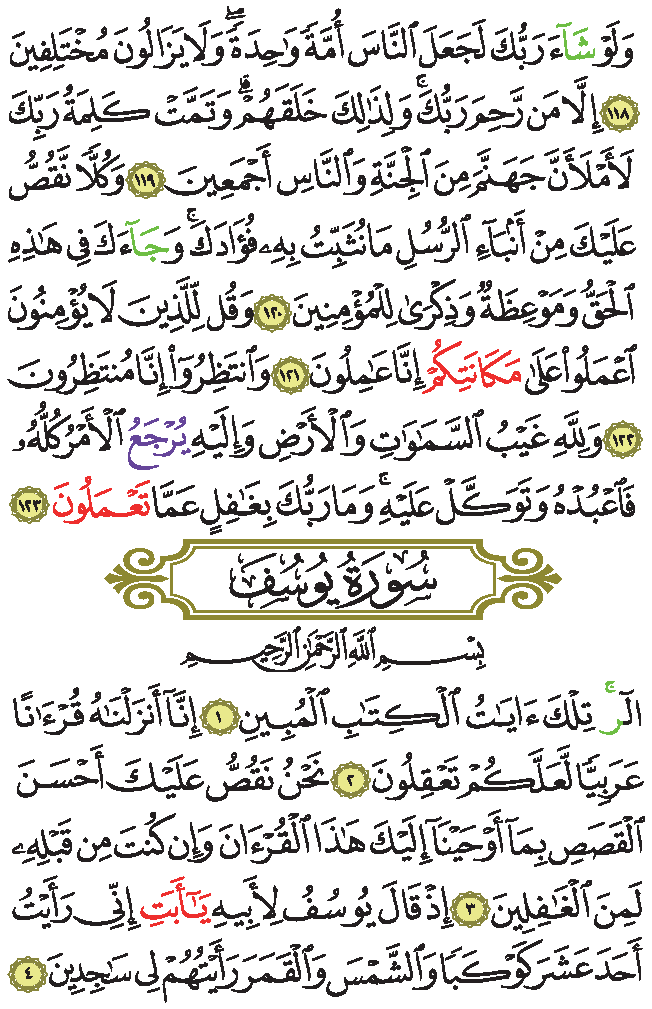 وَلَوْ شَآءَ رَبُّكَ لَجَعَلَ ٱلنَّاسَ أُمَّةً وَٰحِدَةً ۖ وَلَا يَزَالُونَ مُخْتَلِفِينَ
١١٨ إِلَّا مَن رَّحِمَ رَبُّكَ ۚ وَلِذَٰلِكَ خَلَقَهُمْ ۗ وَتَمَّتْ كَلِمَةُ رَبِّكَ
لَأَمْلَأَنَّ جَهَنَّمَ مِنَ ٱلْجِنَّةِ وَٱلنَّاسِ أَجْمَعِينَ ١١٩ وَكُلًّا نَّقُصُّ
عَلَيْكَ مِنْ أَنۢبَآءِ ٱلرُّسُلِ مَا نُثَبِّتُ بِهِۦ فُؤَادَكَ ۚ وَجَآءَكَ فِى هَٰذِهِ
ٱلْحَقُّ وَمَوْعِظَةٌ وَذِكْرَىٰ لِلْمُؤْمِنِينَ ١٢٠ وَقُل لِّلَّذِينَ لَا يُؤْمِنُونَ
ٱعْمَلُوا۟ عَلَىٰ مَكَانَتِكُمْ إِنَّا عَٰمِلُونَ ١٢١ وَٱنتَظِرُوٓا۟ إِنَّا مُنتَظِرُونَ
١٢٢ وَلِلَّهِ غَيْبُ ٱلسَّمَٰوَٰتِ وَٱلْأَرْضِ وَإِلَيْهِ يُرْجَعُ ٱلْأَمْرُ كُلُّهُۥ
فَٱعْبُدْهُ وَتَوَكَّلْ عَلَيْهِ ۚ وَمَا رَبُّكَ بِغَٰفِلٍ عَمَّا تَعْمَلُونَ ١٢٣
سُورَةُ يُوسُفَ
بِسْمِ ٱللَّهِ ٱلرَّحْمَٰنِ ٱلرَّحِيمِ
الٓر ۚ تِلْكَ ءَايَٰتُ ٱلْكِتَٰبِ ٱلْمُبِينِ ١ إِنَّآ أَنزَلْنَٰهُ قُرْءَٰنًا
عَرَبِيًّا لَّعَلَّكُمْ تَعْقِلُونَ ٢ نَحْنُ نَقُصُّ عَلَيْكَ أَحْسَنَ
ٱلْقَصَصِ بِمَآ أَوْحَيْنَآ إِلَيْكَ هَٰذَا ٱلْقُرْءَانَ وَإِن كُنتَ مِن قَبْلِهِۦ
لَمِنَ ٱلْغَٰفِلِينَ ٣ إِذْ قَالَ يُوسُفُ لِأَبِيهِ يَٰٓأَبَتِ إِنِّى رَأَيْتُ
أَحَدَ عَشَرَ كَوْكَبًا وَٱلشَّمْسَ وَٱلْقَمَرَ رَأَيْتُهُمْ لِى سَٰجِدِينَ ٤